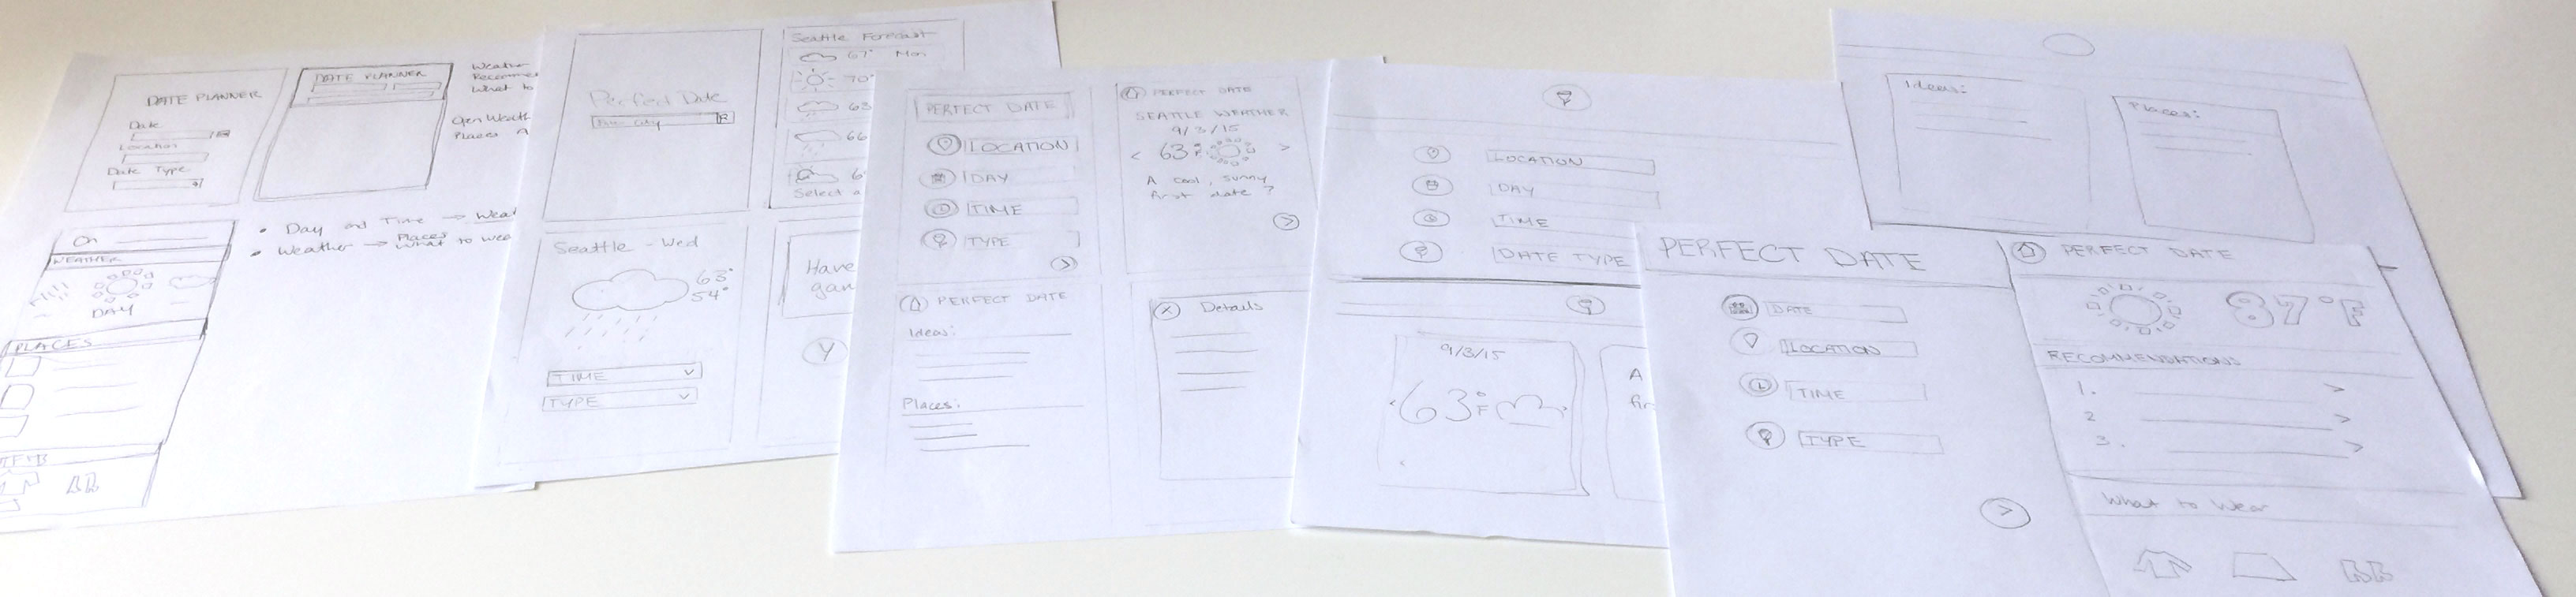 DATE PLANNER
Date
Location
Date Type
DATE PLANNER
Weather
What to
Open Weath
Places
On
WEATHER
DAY
PLACES
• Day and Time → Wea
• Weather → Places
What to wea
Perfect Date
City
Seattle Forecast
67° Mon
70°
63
66
6
Select a
Seattle - Wed
63°
54°
TIME
TYPE
Have
gam
Y
PERFECT DATE
LOCATION
DAY
TIME
TYPE
>
PERFECT DATE
SEATTLE WEATHER
9/3/15
< 63°F >
A cool, sunny
first date?
>
PERFECT DATE
Ideas:
Places:
X Details
LOCATION
DAY
TIME
DATE TYPE
9/3/15
63°F
A
Ideas:
Places:
PERFECT DATE
DATE
LOCATION
TIME
TYPE
>
PERFECT DATE
87°F
RECOMMENDATIONS
1. >
2 >
3. >
What to Wear